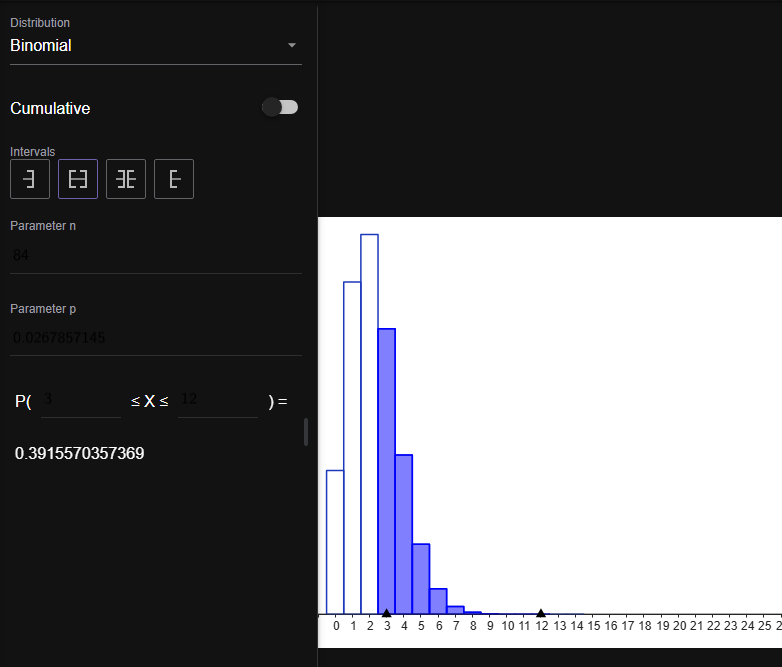 Distribution
Binomial
Cumulative
Intervals
Parameter n
84
Parameter p
0.0267857145
P( 3 ≤ X ≤ 12 ) =
0.3915570357369
0 1 2 3 4 5 6 7 8 9 10 11 12 13 14 15 16 17 18 19 20 21 22 23 24 25 2